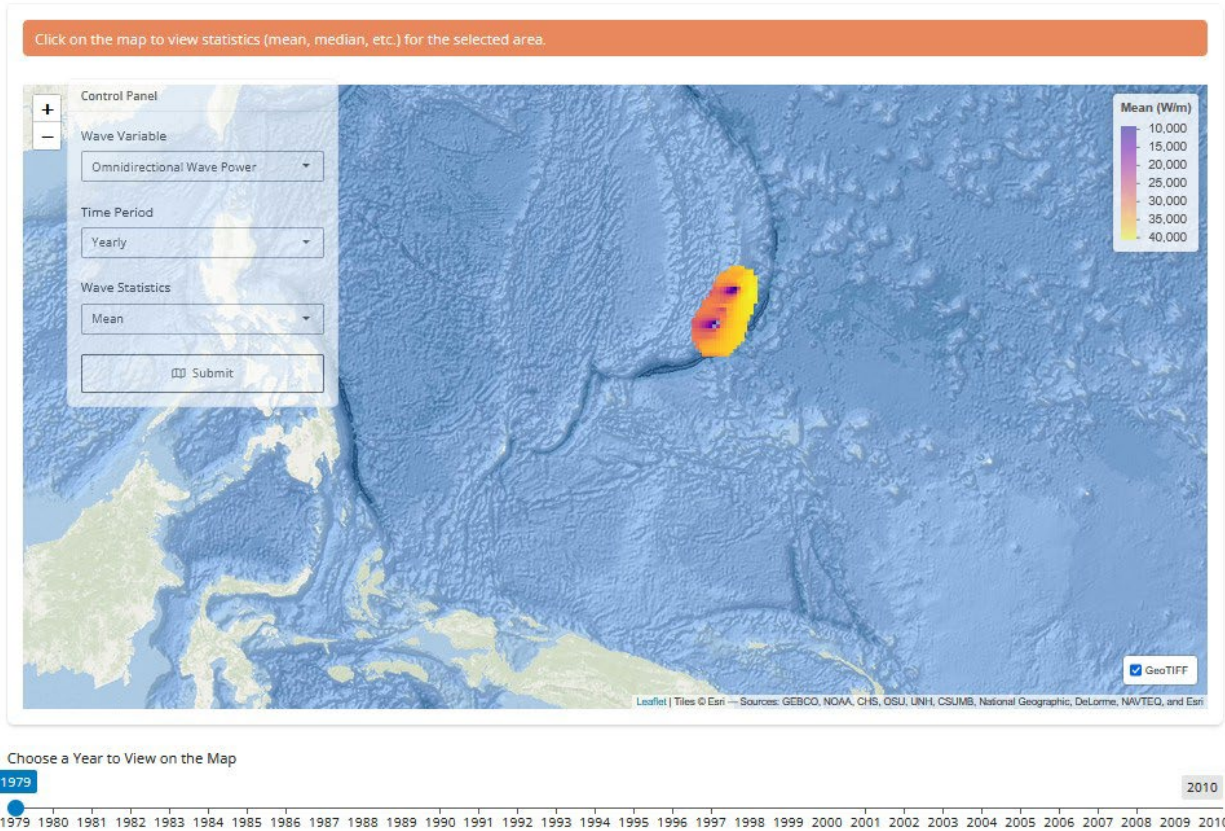 Click on the map to view statistics (mean, median, etc.) for the selected area.
+
−
Control Panel
Wave Variable
Omnidirectional Wave Power
Time Period
Yearly
Wave Statistics
Mean
Submit
Mean (W/m)
10,000
15,000
20,000
25,000
30,000
35,000
40,000
GeoTIFF
Leaflet | Tiles © Esri — Sources: GEBCO, NOAA, CHS, OSU, UNH, CSUMB, National Geographic, DeLorme, NAVTEQ, and Esri
Choose a Year to View on the Map
1979
2010
1979 1980 1981 1982 1983 1984 1985 1986 1987 1988 1989 1990 1991 1992 1993 1994 1995 1996 1997 1998 1999 2000 2001 2002 2003 2004 2005 2006 2007 2008 2009 2010